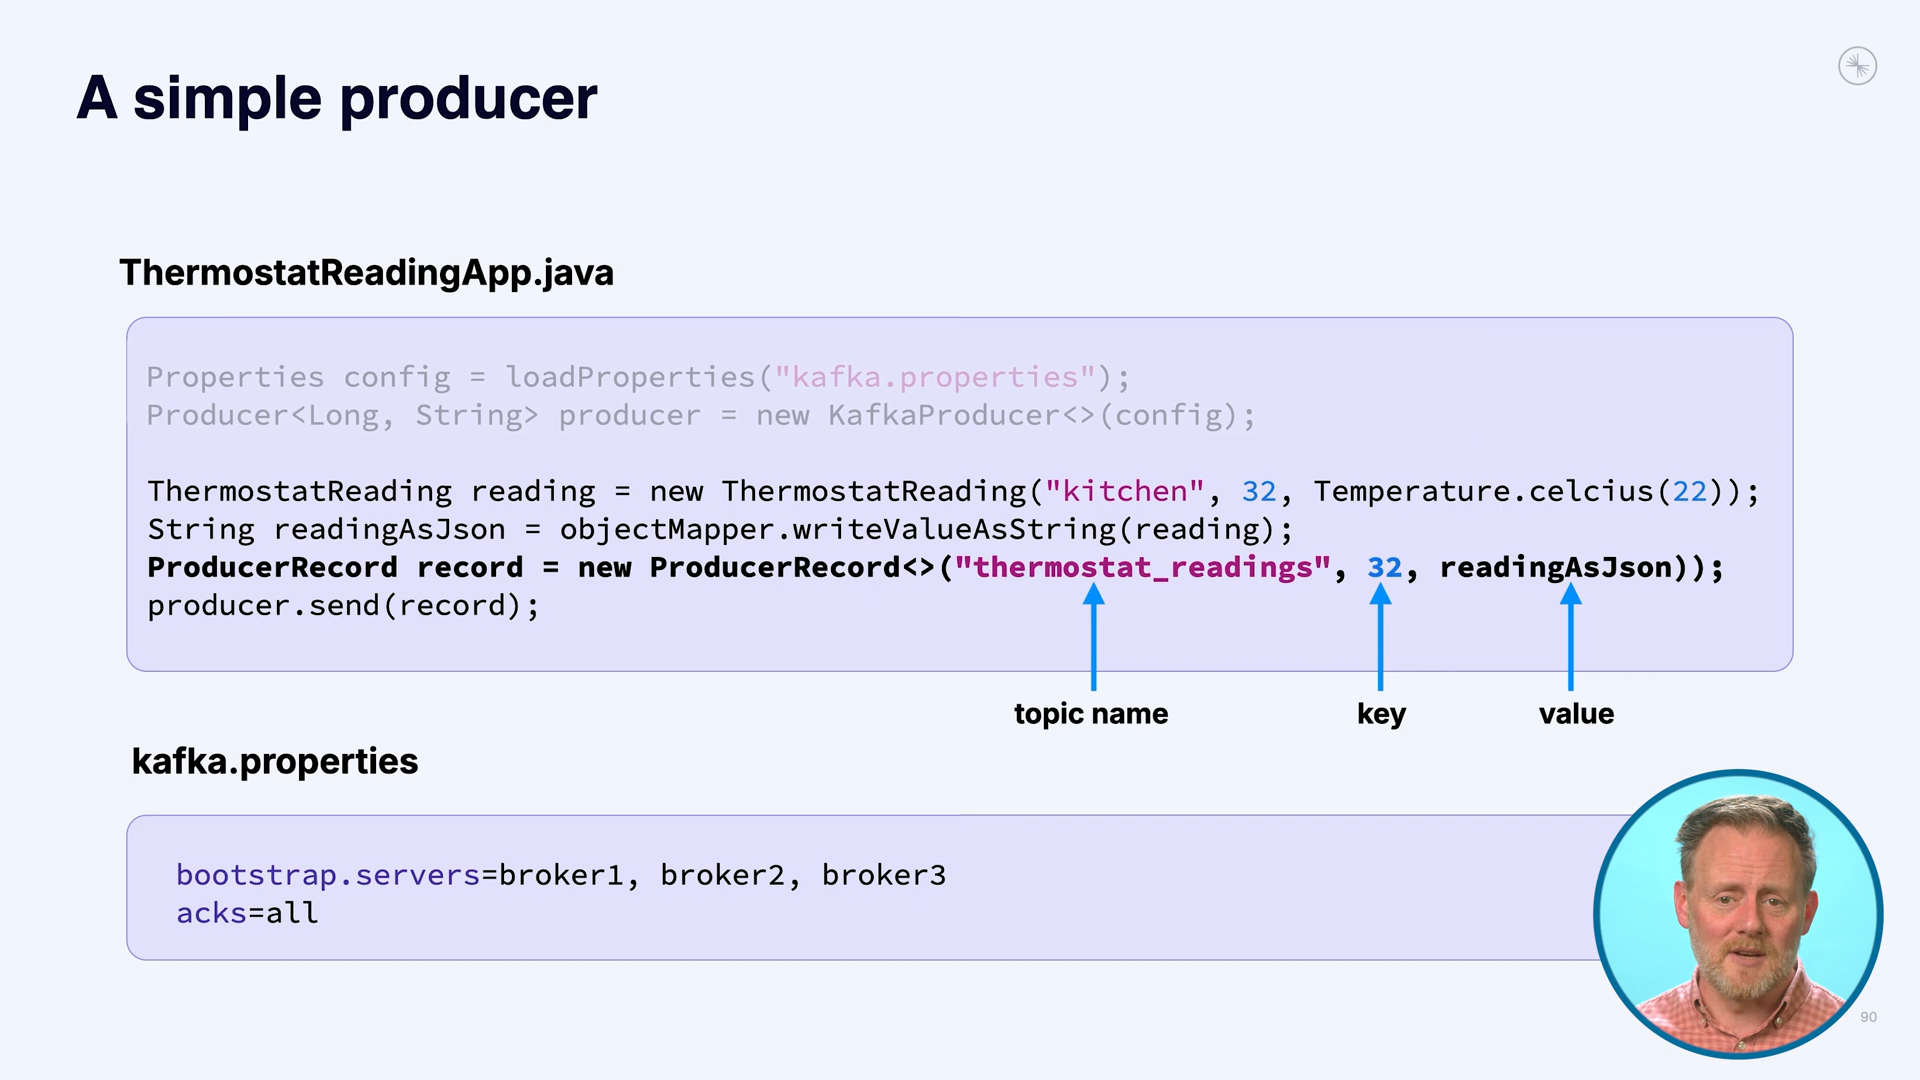 A simple producer
ThermostatReadingApp.java
Properties config = loadProperties("kafka.properties");
Producer<Long, String> producer = new KafkaProducer<>(config);
ThermostatReading reading = new ThermostatReading("kitchen", 32, Temperature.celcius(22));
String readingAsJson = objectMapper.writeValueAsString(reading);
ProducerRecord record = new ProducerRecord<>("thermostat_readings", 32, readingAsJson));
producer.send(record);
topic name key value
kafka.properties
bootstrap.servers=broker1, broker2, broker3
acks=all
90